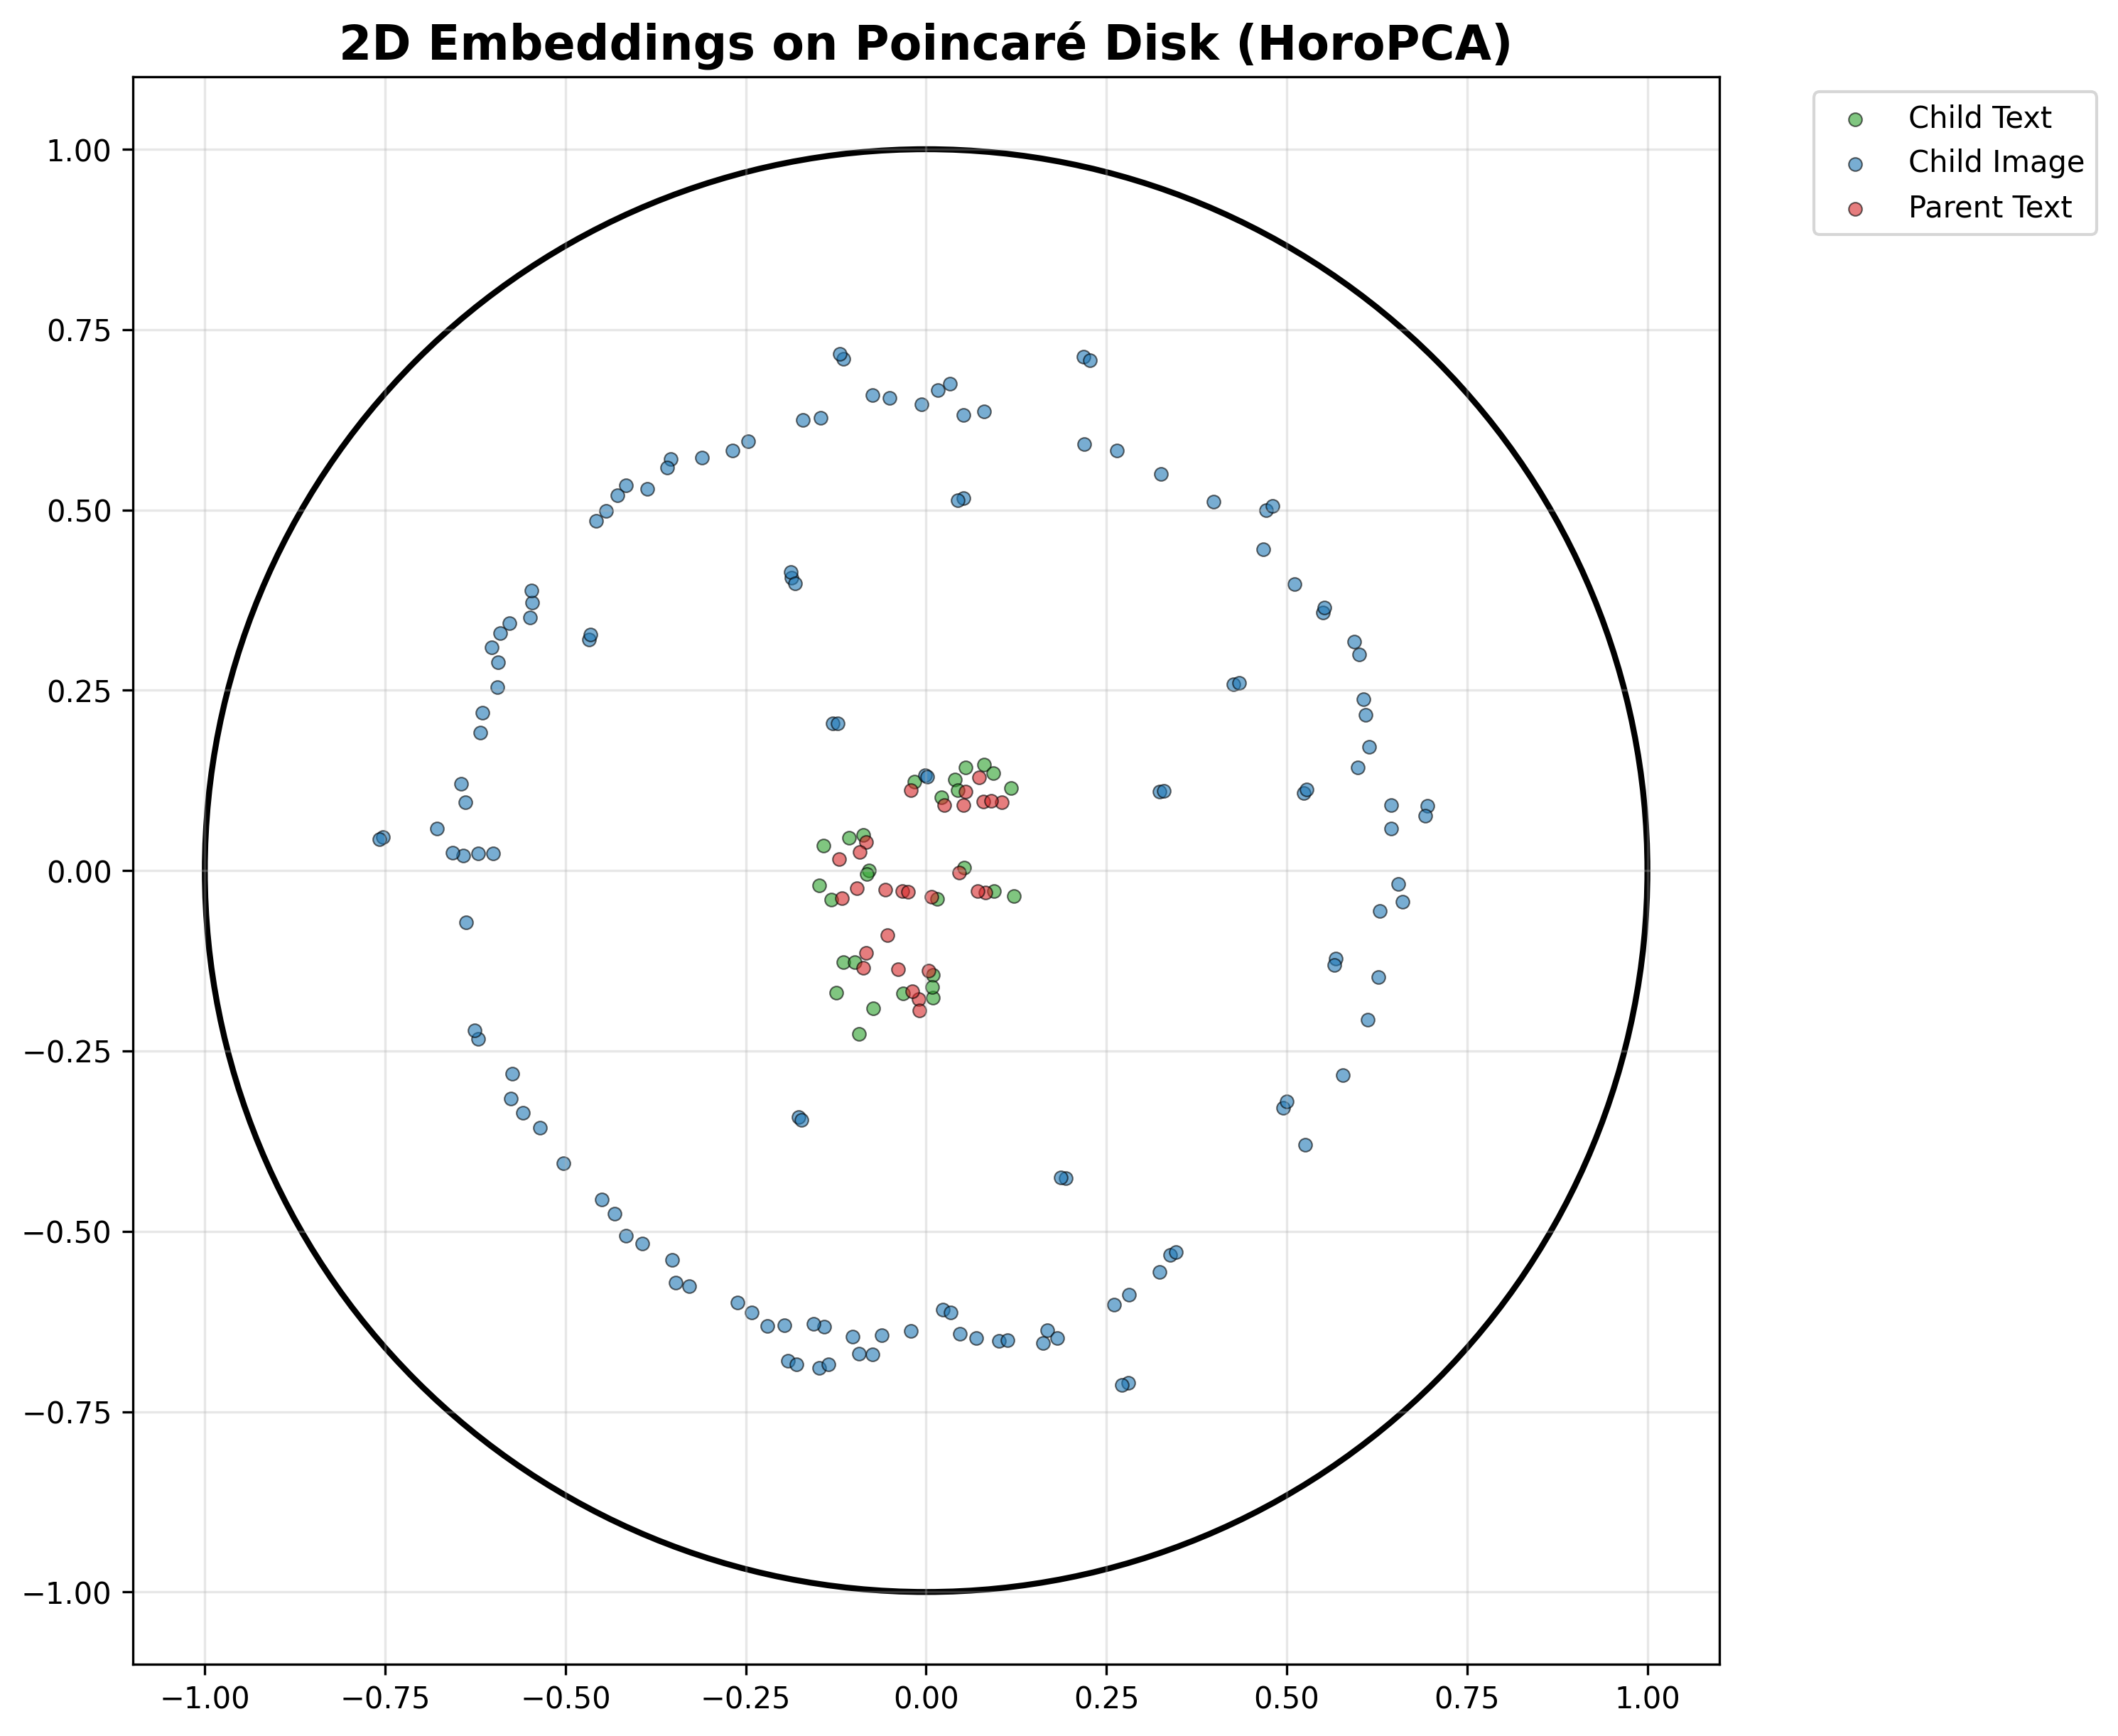 2D Embeddings on Poincaré Disk (HoroPCA)
Child Text
Child Image
Parent Text
1.00
0.75
0.50
0.25
0.00
−0.25
−0.50
−0.75
−1.00
−1.00 −0.75 −0.50 −0.25 0.00 0.25 0.50 0.75 1.00